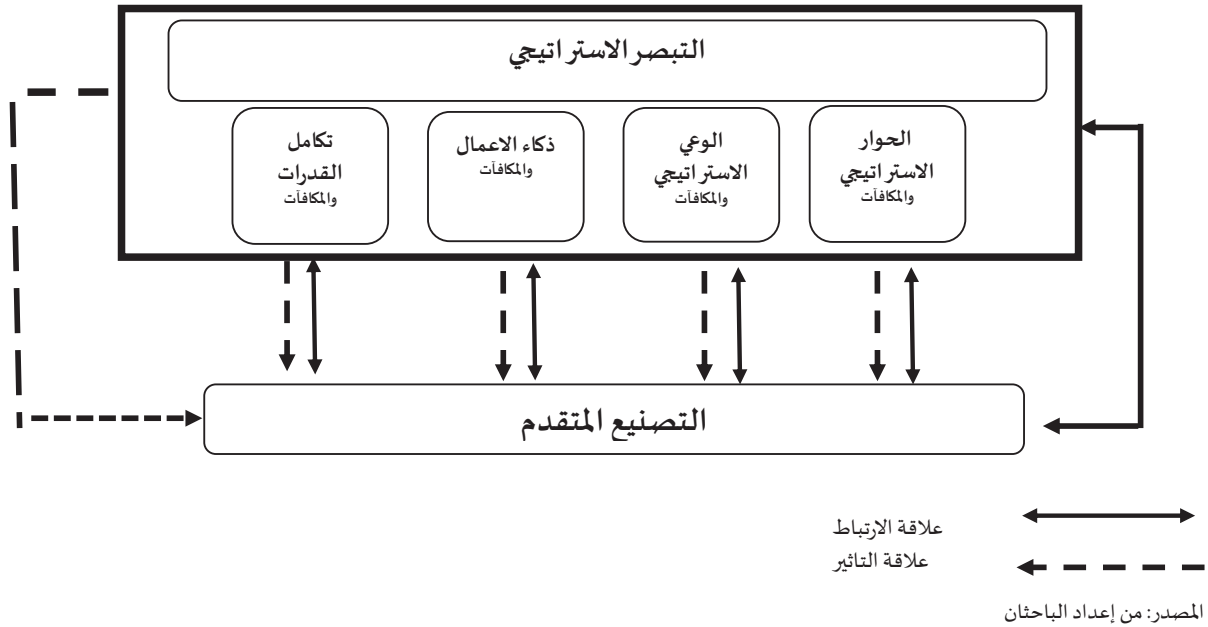 التبصر الاستراتيجي
الحوار
الاستراتيجي
والمكافآت
الوعي
الاستراتيجي
والمكافآت
ذكاء الاعمال
والمكافآت
تكامل
القدرات
والمكافآت
التصنيع المتقدم
علاقة الارتباط
علاقة التاثير
المصدر: من إعداد الباحثان